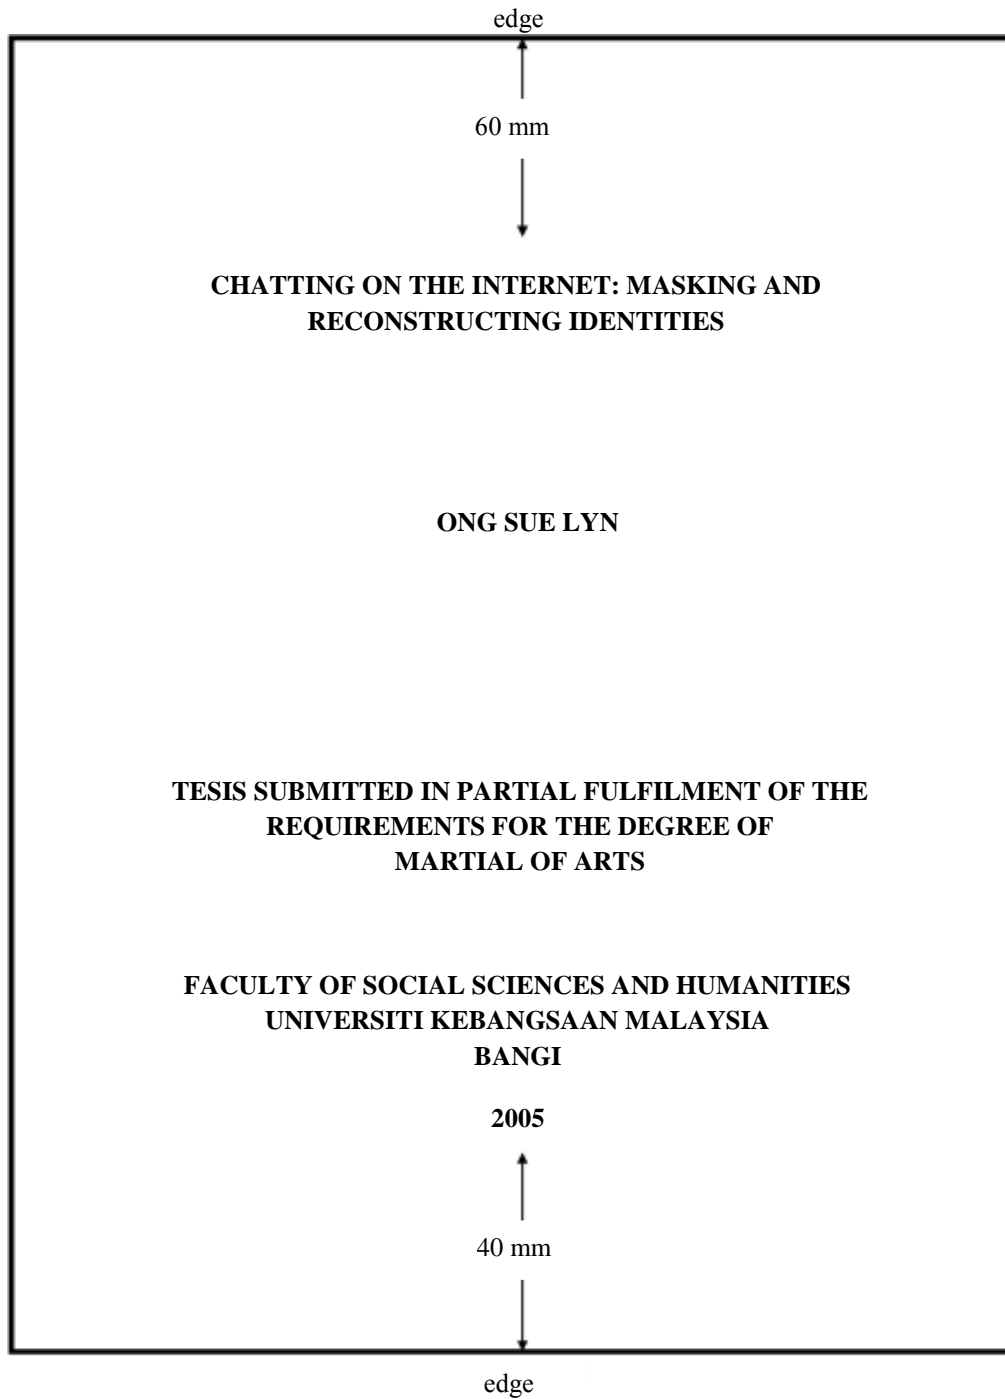 edge
60 mm
CHATTING ON THE INTERNET: MASKING AND
RECONSTRUCTING IDENTITIES
ONG SUE LYN
TESIS SUBMITTED IN PARTIAL FULFILMENT OF THE
REQUIREMENTS FOR THE DEGREE OF
MARTIAL OF ARTS
FACULTY OF SOCIAL SCIENCES AND HUMANITIES
UNIVERSITI KEBANGSAAN MALAYSIA
BANGI
2005
40 mm
edge